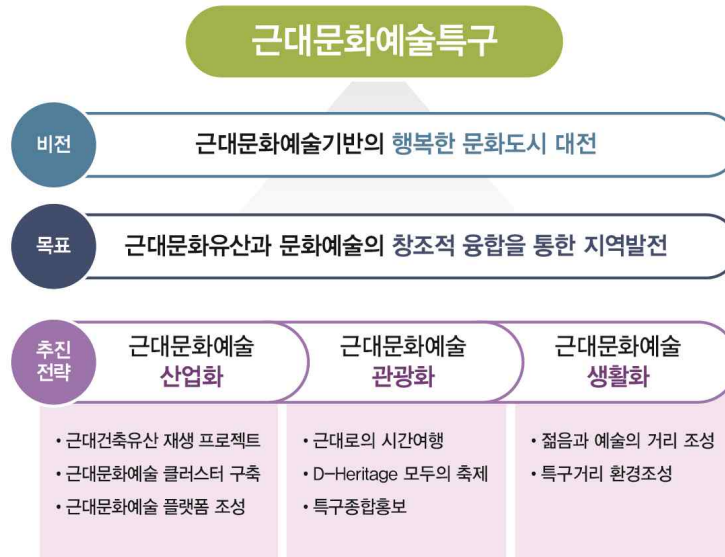 근대문화예술특구
비전
근대문화예술기반의 행복한 문화도시 대전
목표
근대문화유산과 문화예술의 창조적 융합을 통한 지역발전
추진
전략
근대문화예술
산업화
근대문화예술
관광화
근대문화예술
생활화
• 근대건축유산 재생 프로젝트
• 근대문화예술 클러스터 구축
• 근대문화예술 플랫폼 조성
• 근대로의 시간여행
• D-Heritage 모두의 축제
• 특구종합홍보
• 젊음과 예술의 거리 조성
• 특구거리 환경조성